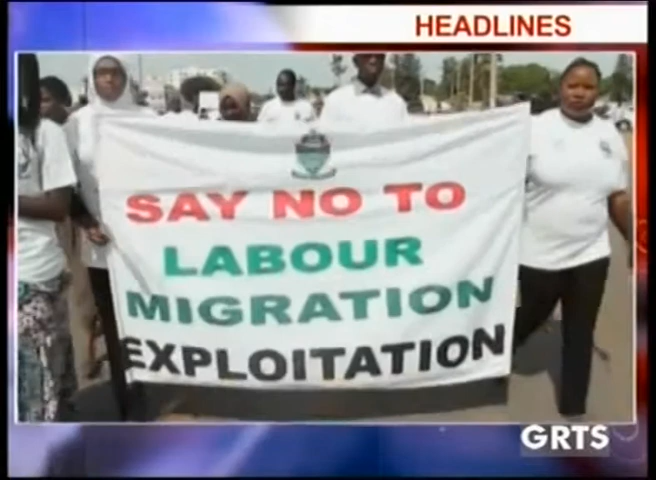 HEADLINES
SAY NO TO
LABOUR
MIGRATION
EXPLOITATION
GRTS